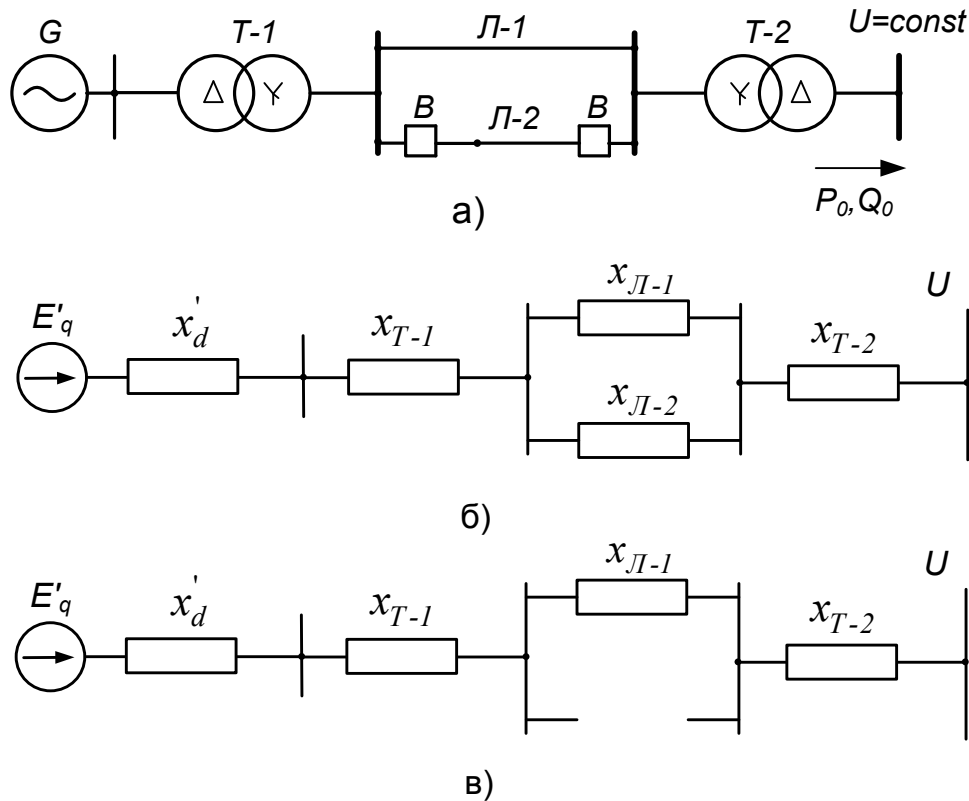 G T-1 Л-1 T-2 U=const
Δ Δ
В Л-2 В
P₀,Q₀
а)
E'q x'd xT-1 xЛ-1 xT-2 U
xЛ-2
б)
E'q x'd xT-1 xЛ-1 xT-2 U
в)